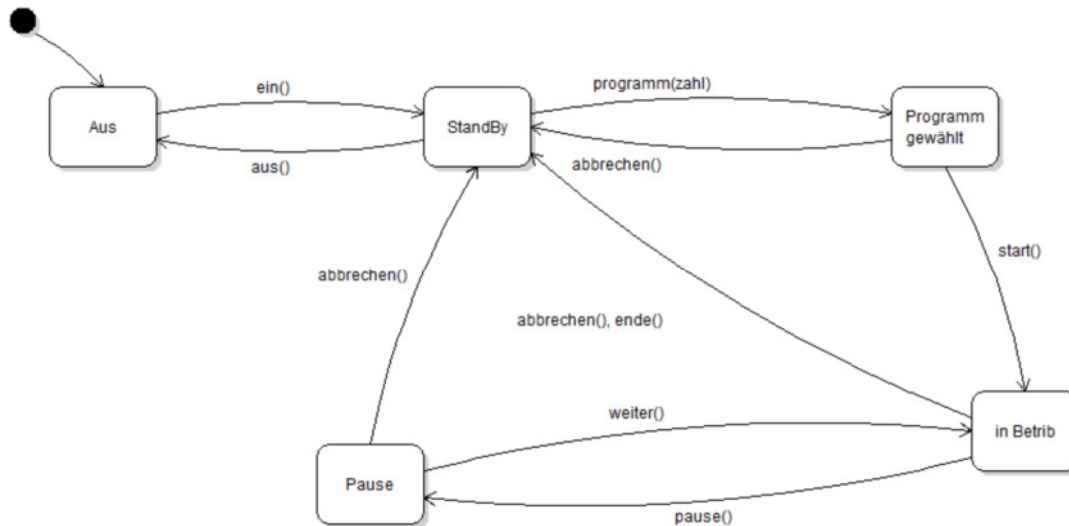 ein()
programm(zahl)
Aus
StandBy
Programm
gewählt
aus()
abbrechen()
start()
abbrechen()
abbrechen(), ende()
weiter()
in Betrib
Pause
pause()